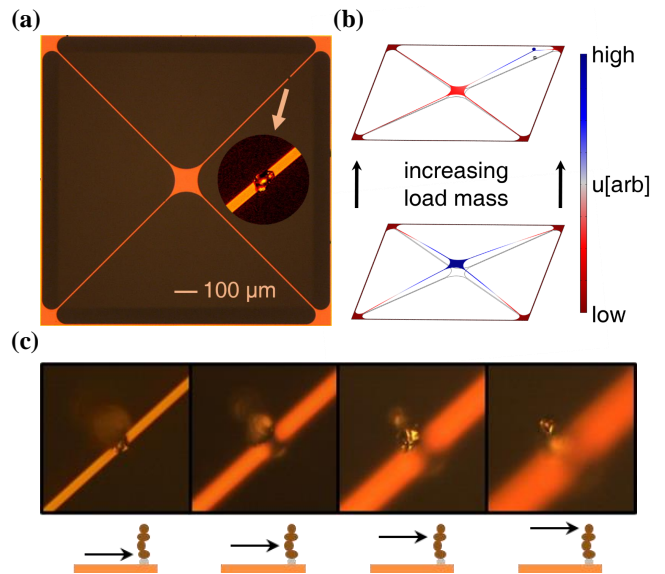 (a)
100 µm
(b)
high
increasing
load mass
u[arb]
low
(c)